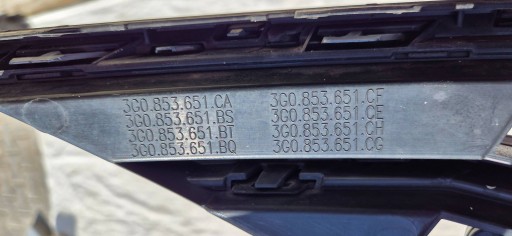 3G0.853.651.CA 3G0.853.651.CF
3G0.853.651.BS 3G0.853.651.CE
3G0.853.651.BT 3G0.853.651.CH
3G0.853.651.BQ 3G0.853.651.CG